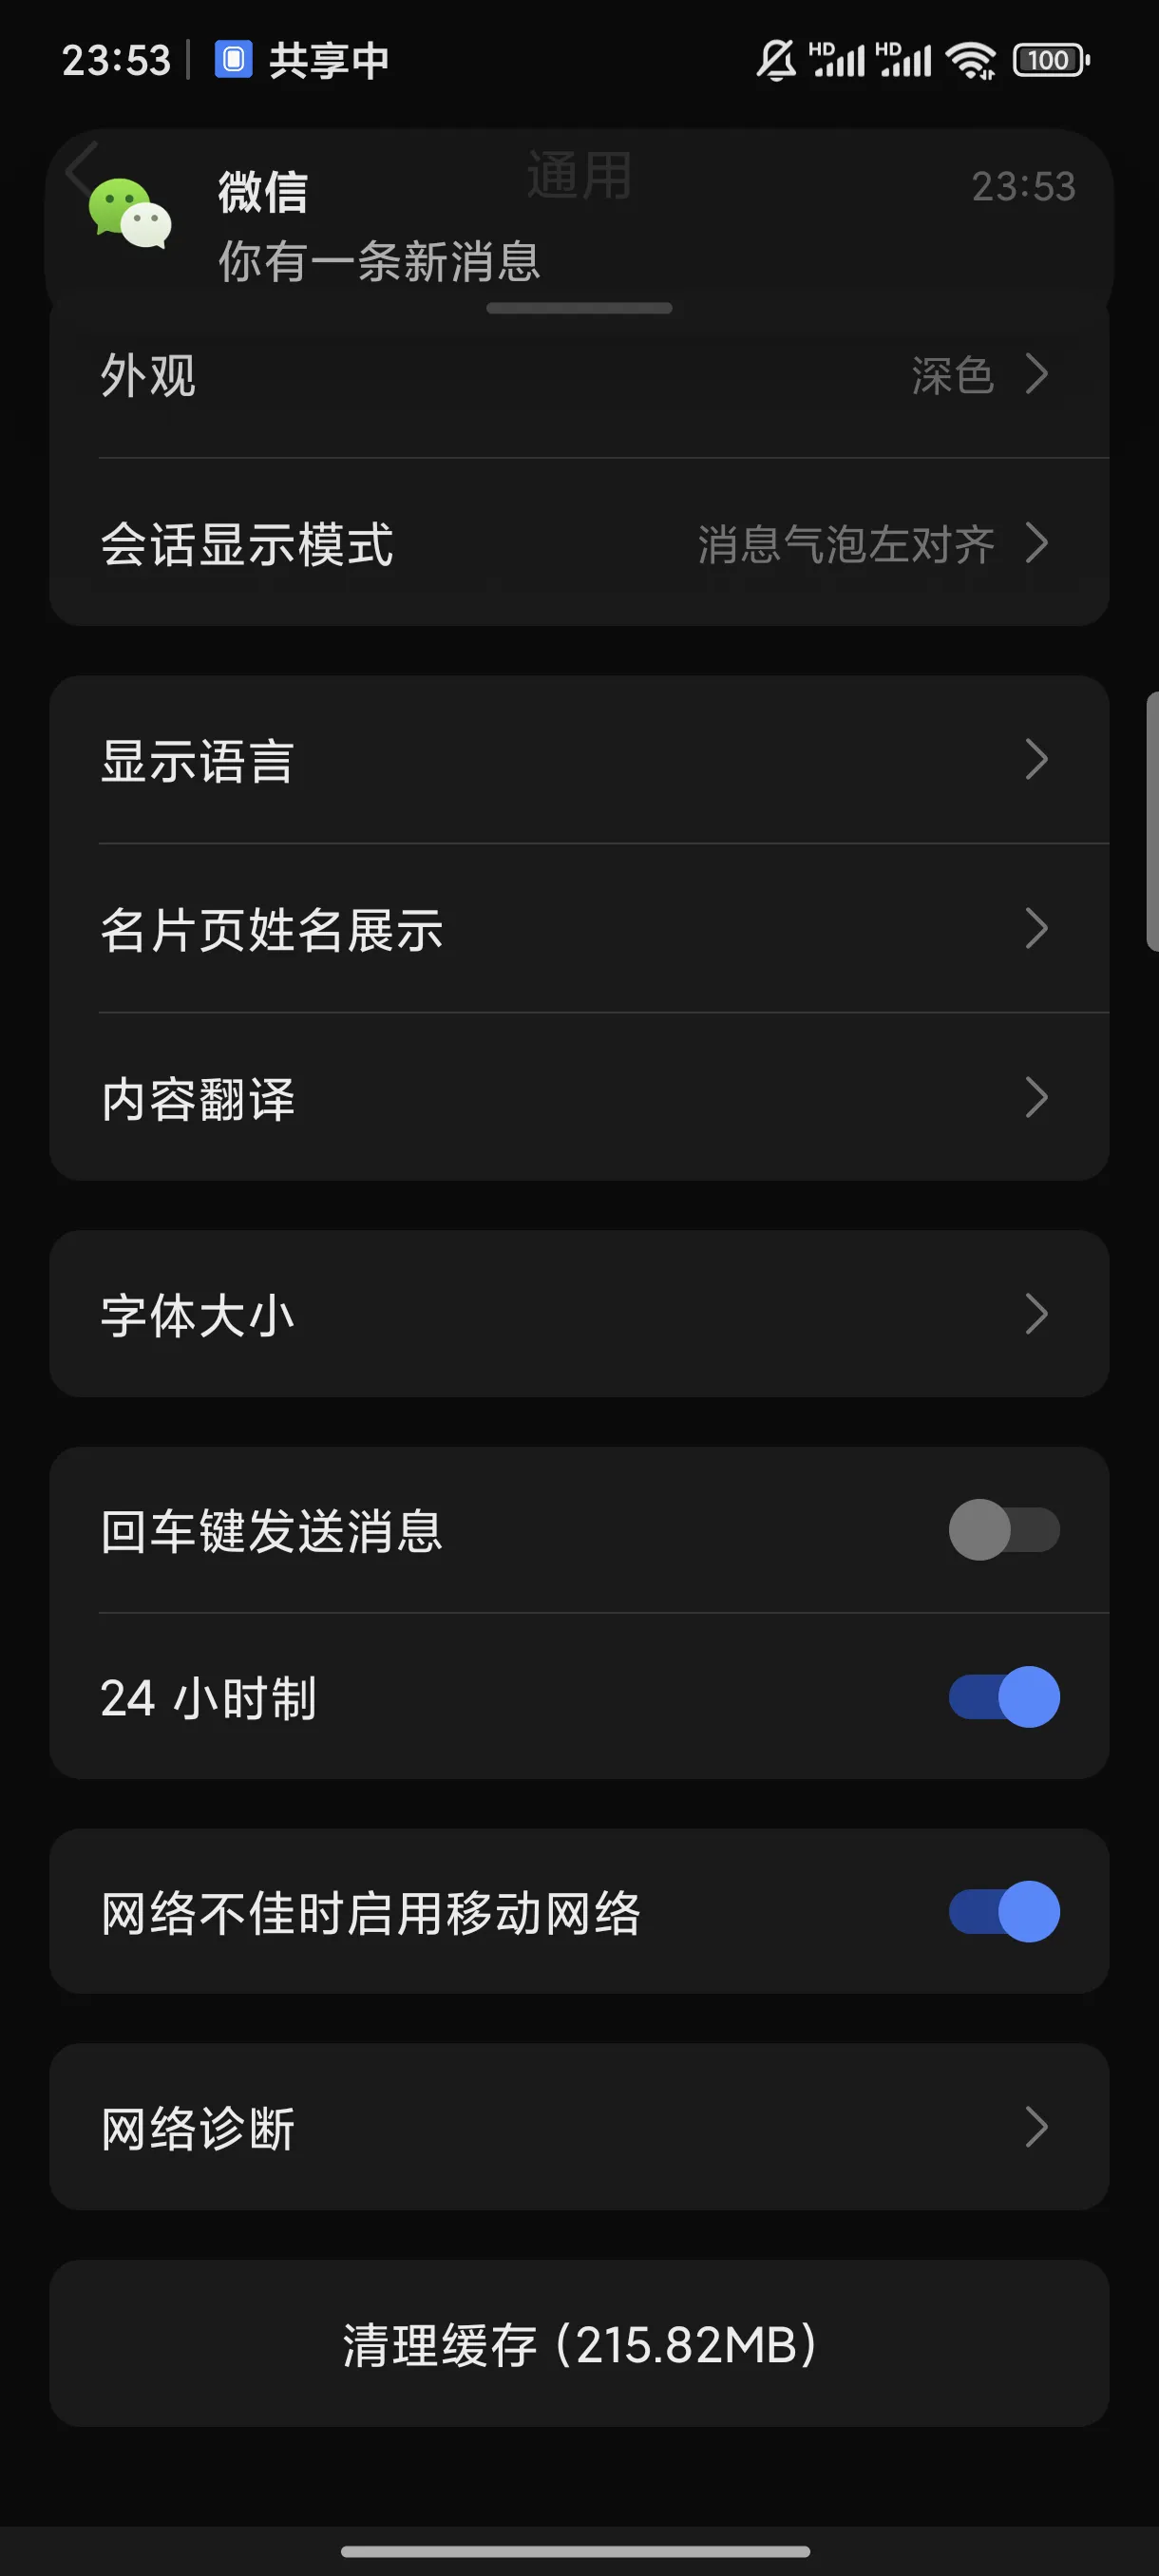 23:53 共享中 HD HD 100
通用
微信 23:53
你有一条新消息
外观 深色
会话显示模式 消息气泡左对齐
显示语言
名片页姓名展示
内容翻译
字体大小
回车键发送消息
24 小时制
网络不佳时启用移动网络
网络诊断
清理缓存 (215.82MB)